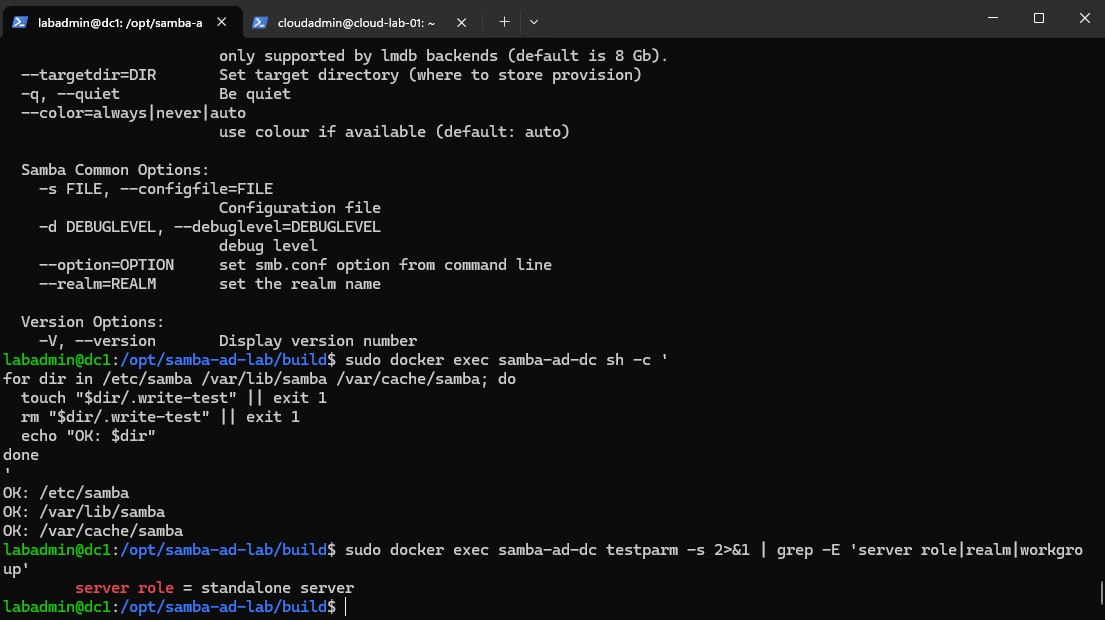 labadmin@dc1: /opt/samba-a
cloudadmin@cloud-lab-01: ~
only supported by lmdb backends (default is 8 Gb).
--targetdir=DIR       Set target directory (where to store provision)
-q, --quiet           Be quiet
--color=always|never|auto
use colour if available (default: auto)
Samba Common Options:
-s FILE, --configfile=FILE
Configuration file
-d DEBUGLEVEL, --debuglevel=DEBUGLEVEL
debug level
--option=OPTION     set smb.conf option from command line
--realm=REALM       set the realm name
Version Options:
-V, --version       Display version number
labadmin@dc1:/opt/samba-ad-lab/build$ sudo docker exec samba-ad-dc sh -c '
for dir in /etc/samba /var/lib/samba /var/cache/samba; do
  touch "$dir/.write-test" || exit 1
  rm "$dir/.write-test" || exit 1
  echo "OK: $dir"
done
'
OK: /etc/samba
OK: /var/lib/samba
OK: /var/cache/samba
labadmin@dc1:/opt/samba-ad-lab/build$ sudo docker exec samba-ad-dc testparm -s 2>&1 | grep -E 'server role|realm|workgro
up'
server role = standalone server
labadmin@dc1:/opt/samba-ad-lab/build$